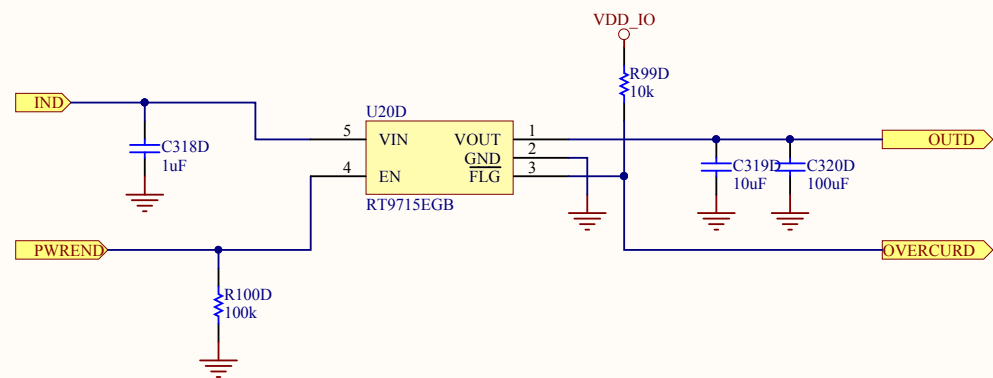 VDD_IO
R99D
10k
IND
C318D
1uF
U20D
5
VIN
VOUT
1
GND
2
4
EN
FLG
3
RT9715EGB
C319D
10uF
C320D
100uF
OUTD
PWREND
OVERCURD
R100D
100k